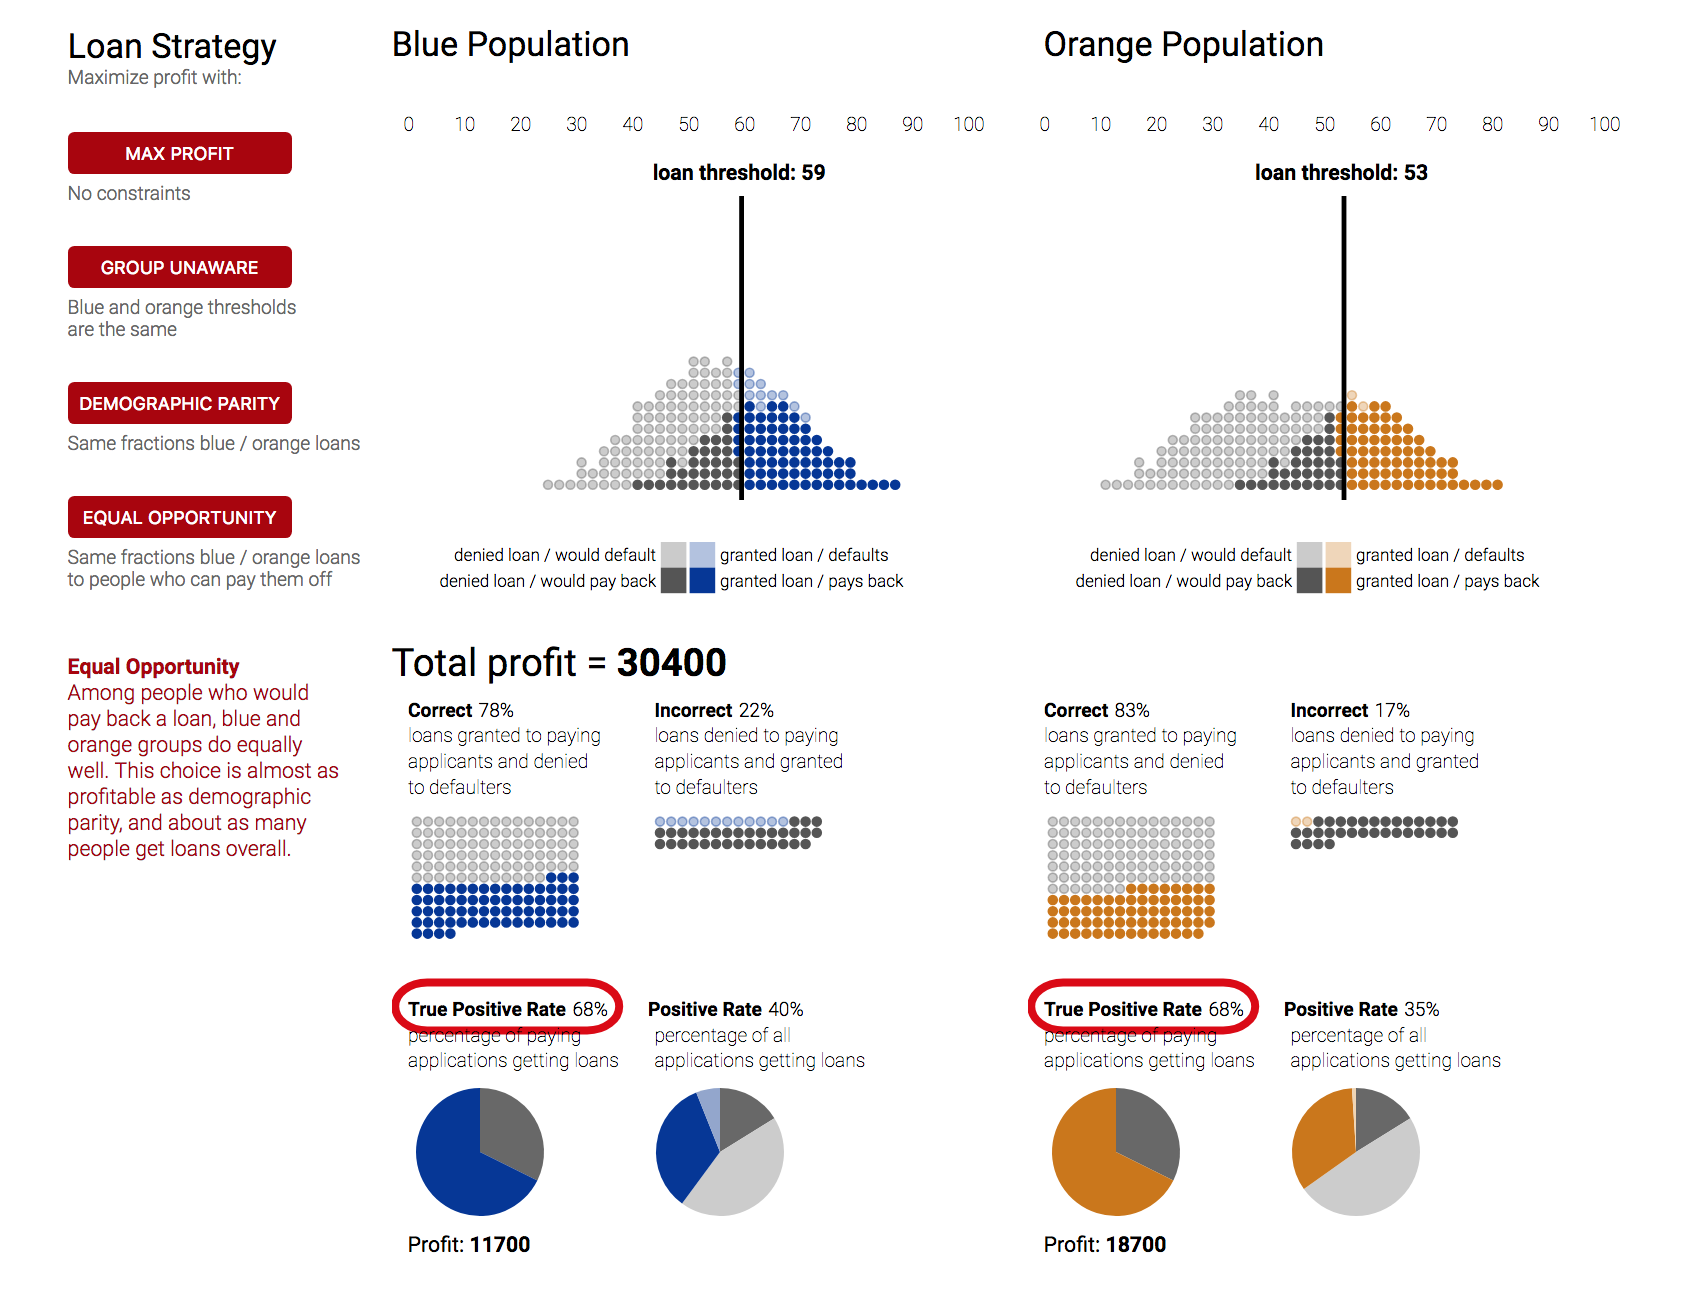 Loan Strategy
Maximize profit with:
MAX PROFIT
No constraints
GROUP UNAWARE
Blue and orange thresholds
are the same
DEMOGRAPHIC PARITY
Same fractions blue / orange loans
EQUAL OPPORTUNITY
Same fractions blue / orange loans
to people who can pay them off
Equal Opportunity
Among people who would
pay back a loan, blue and
orange groups do equally
well. This choice is almost as
profitable as demographic
parity, and about as many
people get loans overall.
Blue Population
0 10 20 30 40 50 60 70 80 90 100
loan threshold: 59
denied loan / would default
granted loan / defaults
denied loan / would pay back
granted loan / pays back
Total profit = 30400
Correct 78%
loans granted to paying
applicants and denied
to defaulters
Incorrect 22%
loans denied to paying
applicants and granted
to defaulters
True Positive Rate 68%
percentage of paying
applications getting loans
Positive Rate 40%
percentage of all
applications getting loans
Profit: 11700
Orange Population
0 10 20 30 40 50 60 70 80 90 100
loan threshold: 53
denied loan / would default
granted loan / defaults
denied loan / would pay back
granted loan / pays back
Correct 83%
loans granted to paying
applicants and denied
to defaulters
Incorrect 17%
loans denied to paying
applicants and granted
to defaulters
True Positive Rate 68%
percentage of paying
applications getting loans
Positive Rate 35%
percentage of all
applications getting loans
Profit: 18700